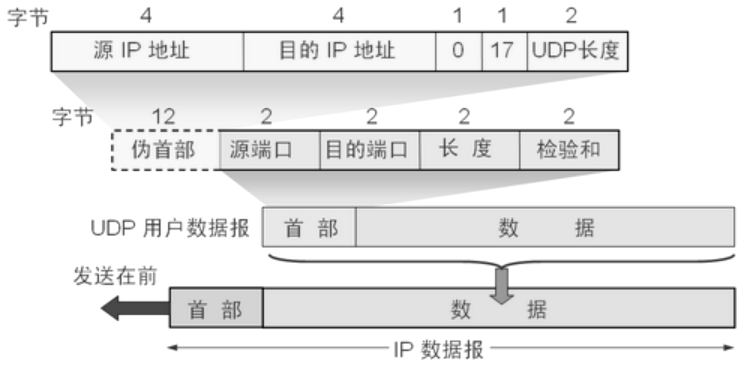 字节 4 4 1 1 2
源 IP 地址 目的 IP 地址 0 17 UDP长度
字节 12 2 2 2 2
伪首部 源端口 目的端口 长 度 检验和
UDP 用户数据报 首 部 数 据
发送在前
首 部 数 据
IP 数据报